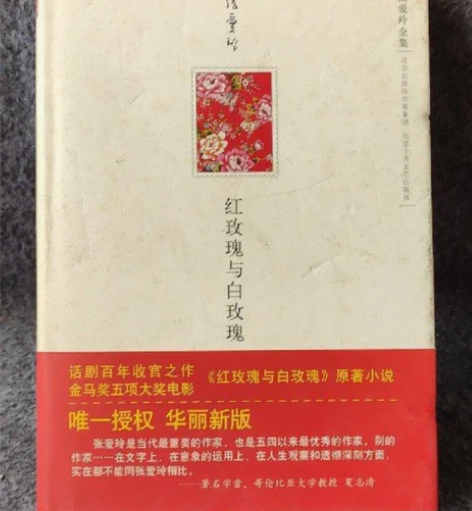 张爱玲
爱玲全集
红玫瑰与白玫瑰
话剧百年收官之作
金马奖五项大奖电影
《红玫瑰与白玫瑰》原著小说
唯一授权 华丽新版
张爱玲是当代最重要的作家，也是五四以来最优秀的作家，别的
作家……在文字上，在意象的运用上，在人生观察和透彻深刻方面，
实在都不能同张爱玲相比。
——著名学者、哥伦比亚大学教授 夏志清